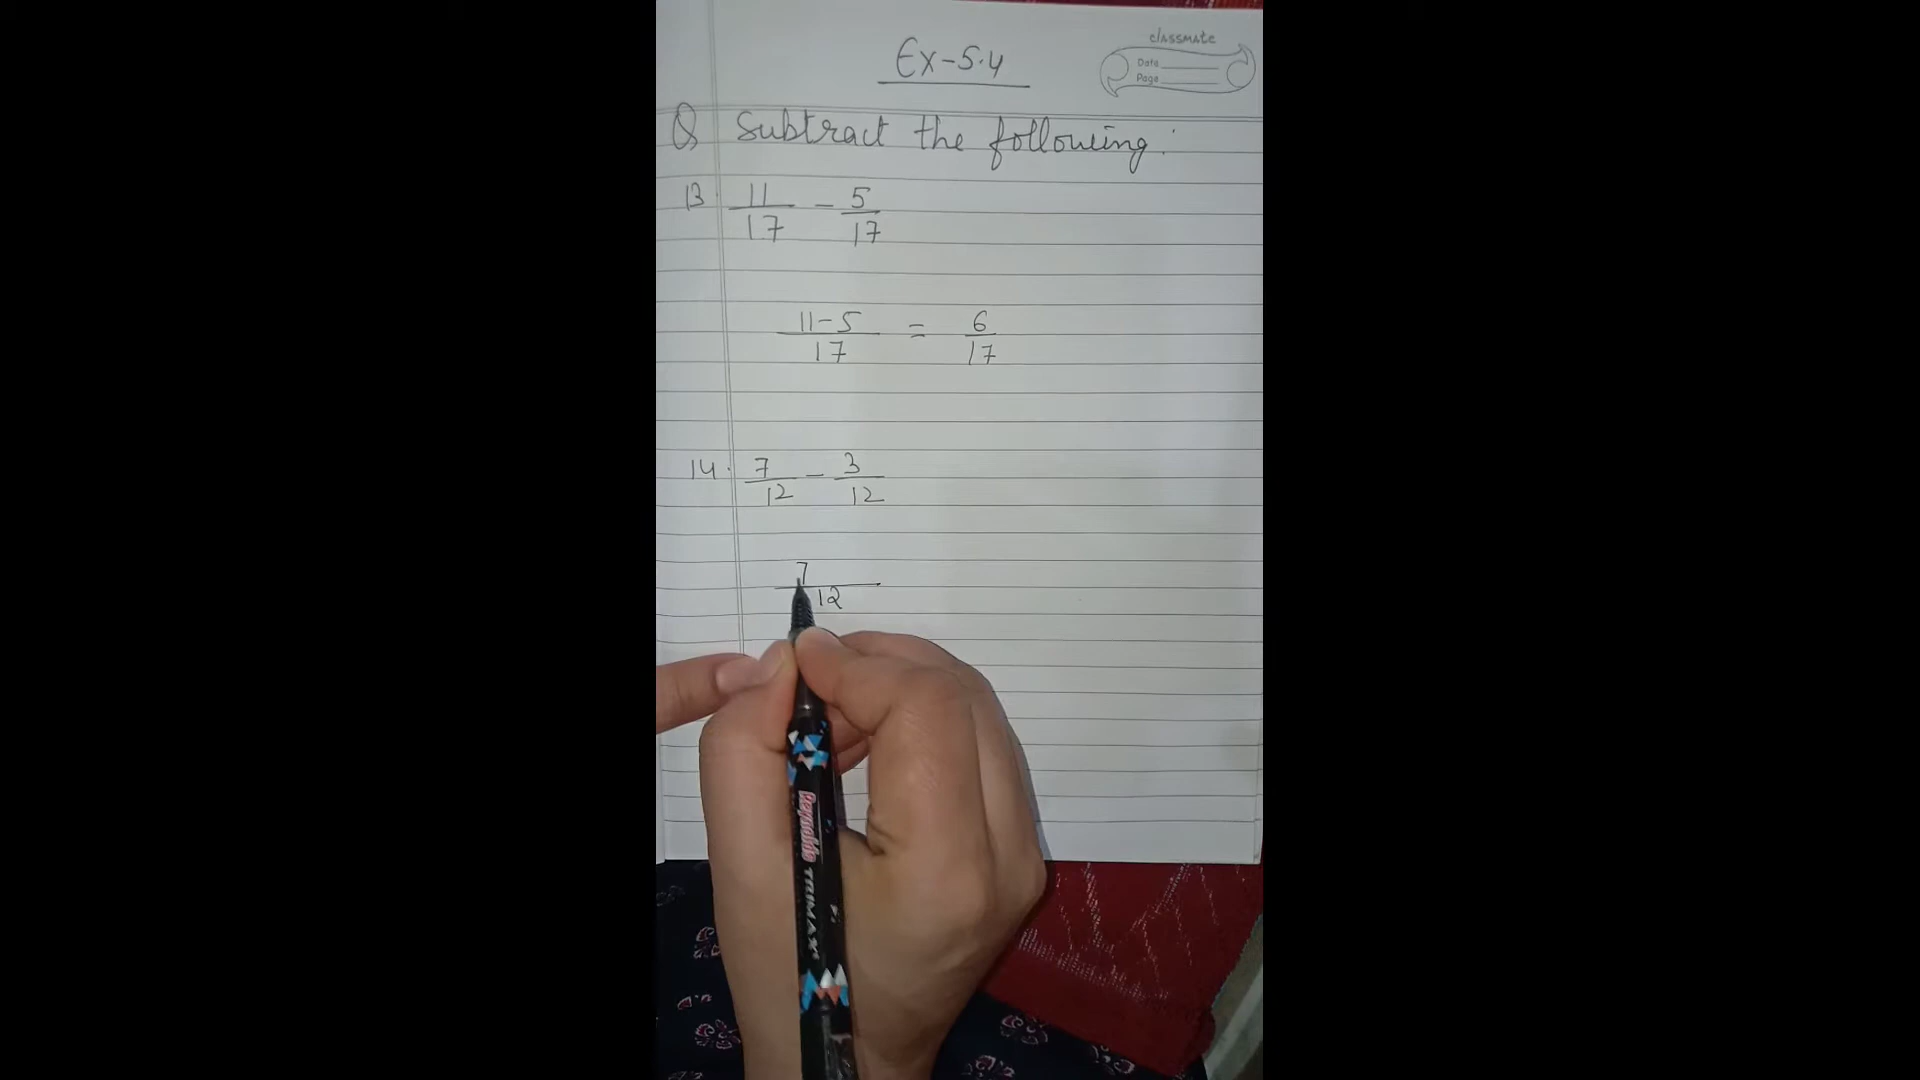 classmate
Date
Page
Ex-5.4
Q Subtract the following:
13. 11/17 - 5/17
11-5/17 = 6/17
14. 7/12 - 3/12
7/12
Reynolds TRIMAX